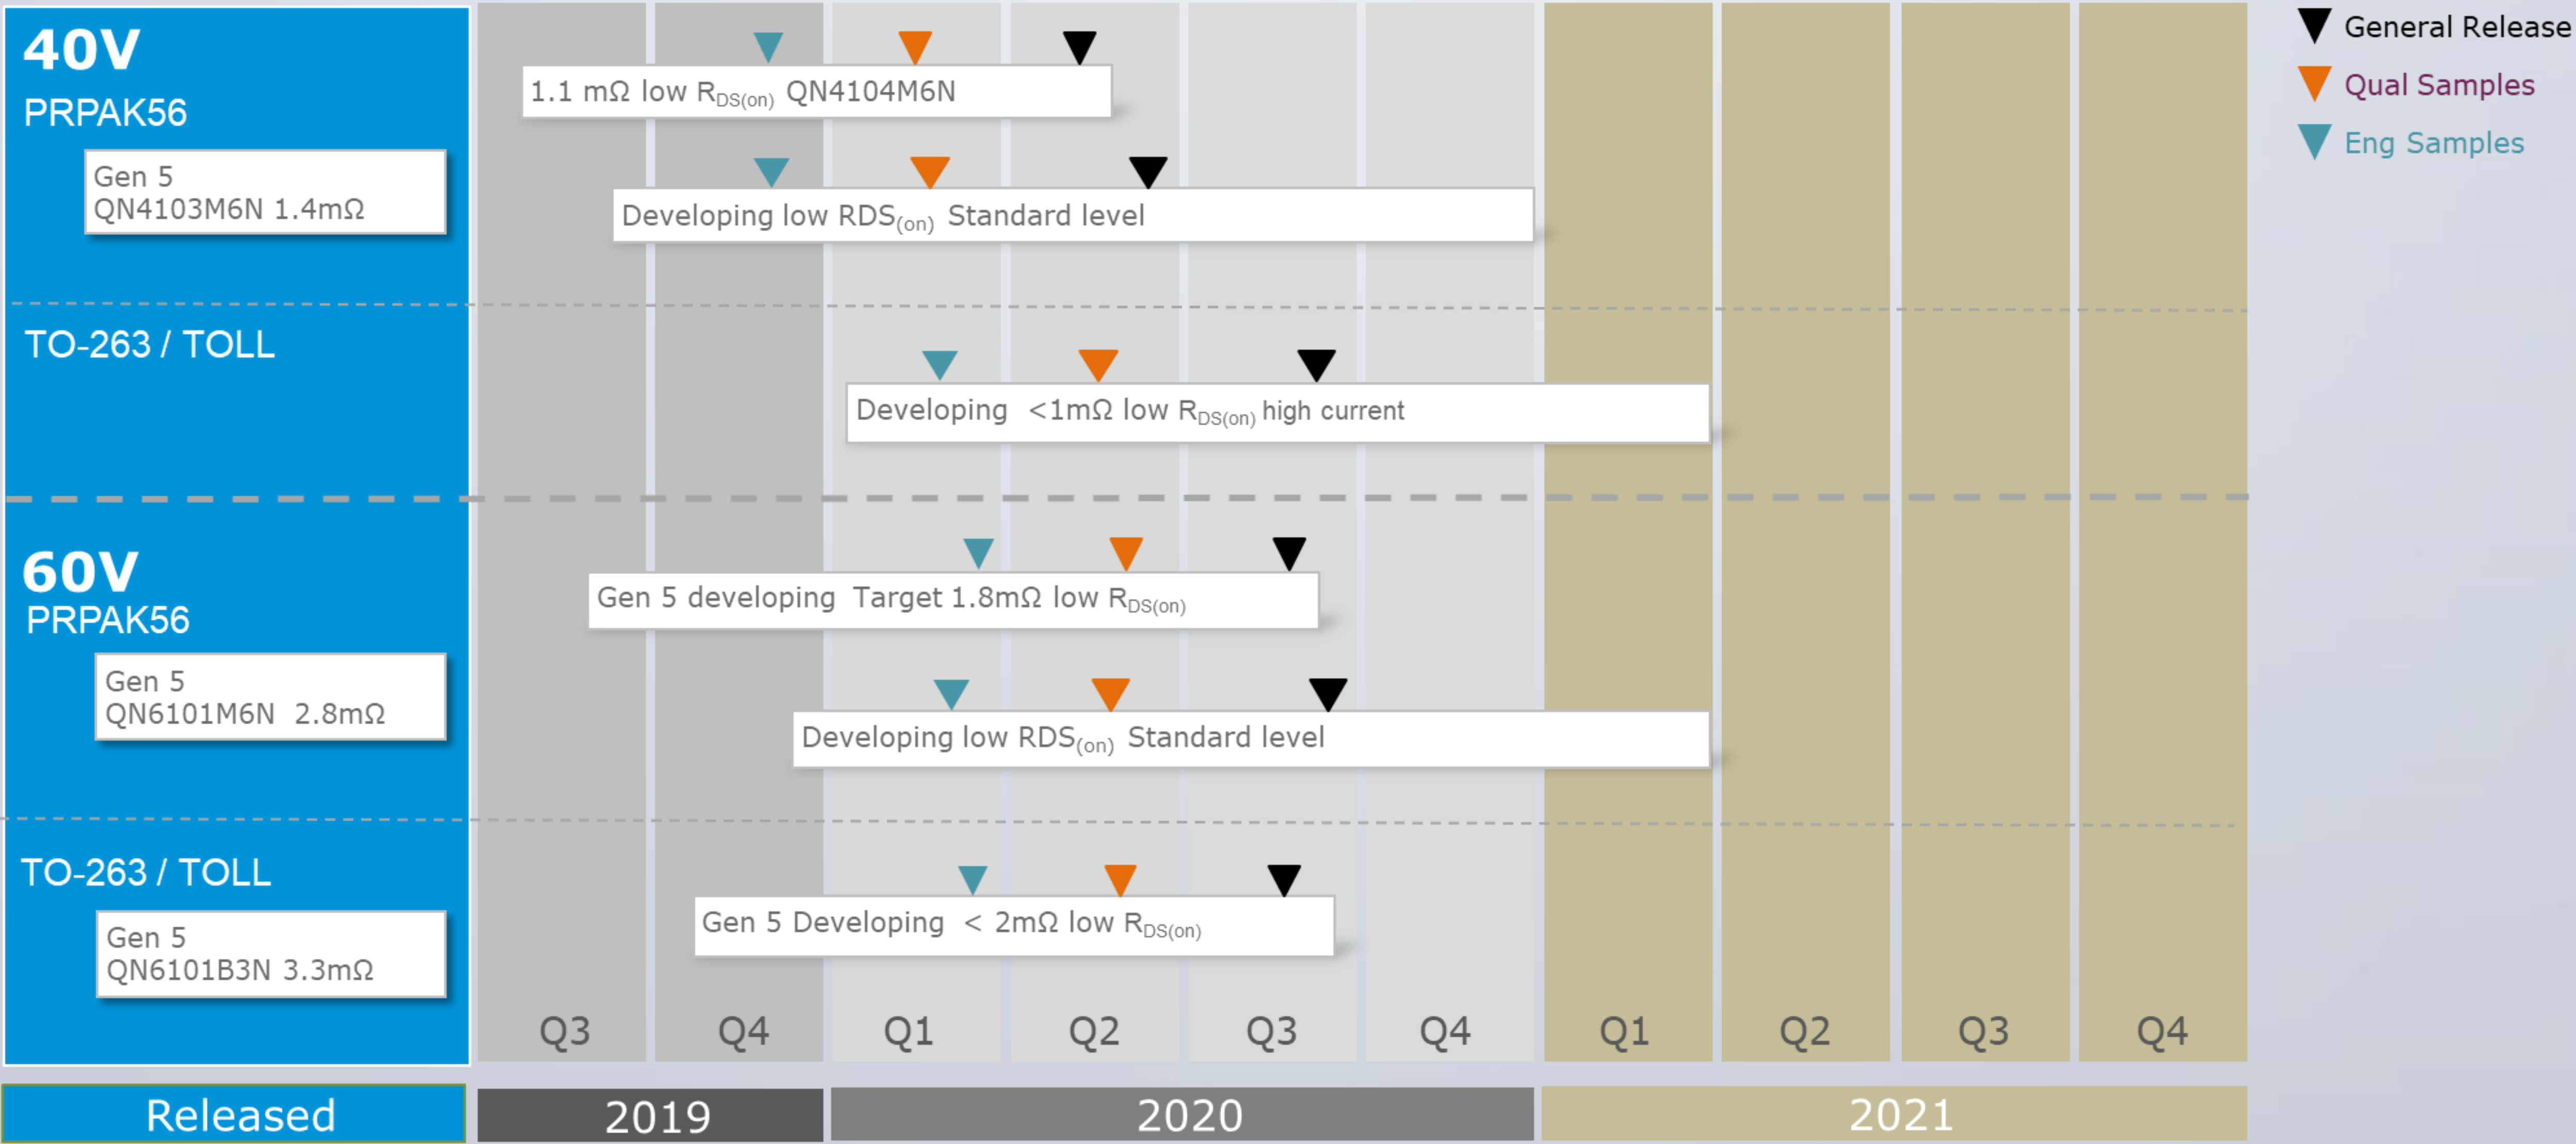 40V
PRPAK56
Gen 5
QN4103M6N 1.4mΩ
TO-263 / TOLL
60V
PRPAK56
Gen 5
QN6101M6N 2.8mΩ
TO-263 / TOLL
Gen 5
QN6101B3N 3.3mΩ
Released
1.1 mΩ low RDS(on) QN4104M6N
Developing low RDS(on) Standard level
Developing <1mΩ low RDS(on) high current
Gen 5 developing Target 1.8mΩ low RDS(on)
Developing low RDS(on) Standard level
Gen 5 Developing < 2mΩ low RDS(on)
Q3 Q4 Q1 Q2 Q3 Q4 Q1 Q2 Q3 Q4
2019 2020 2021
General Release
Qual Samples
Eng Samples